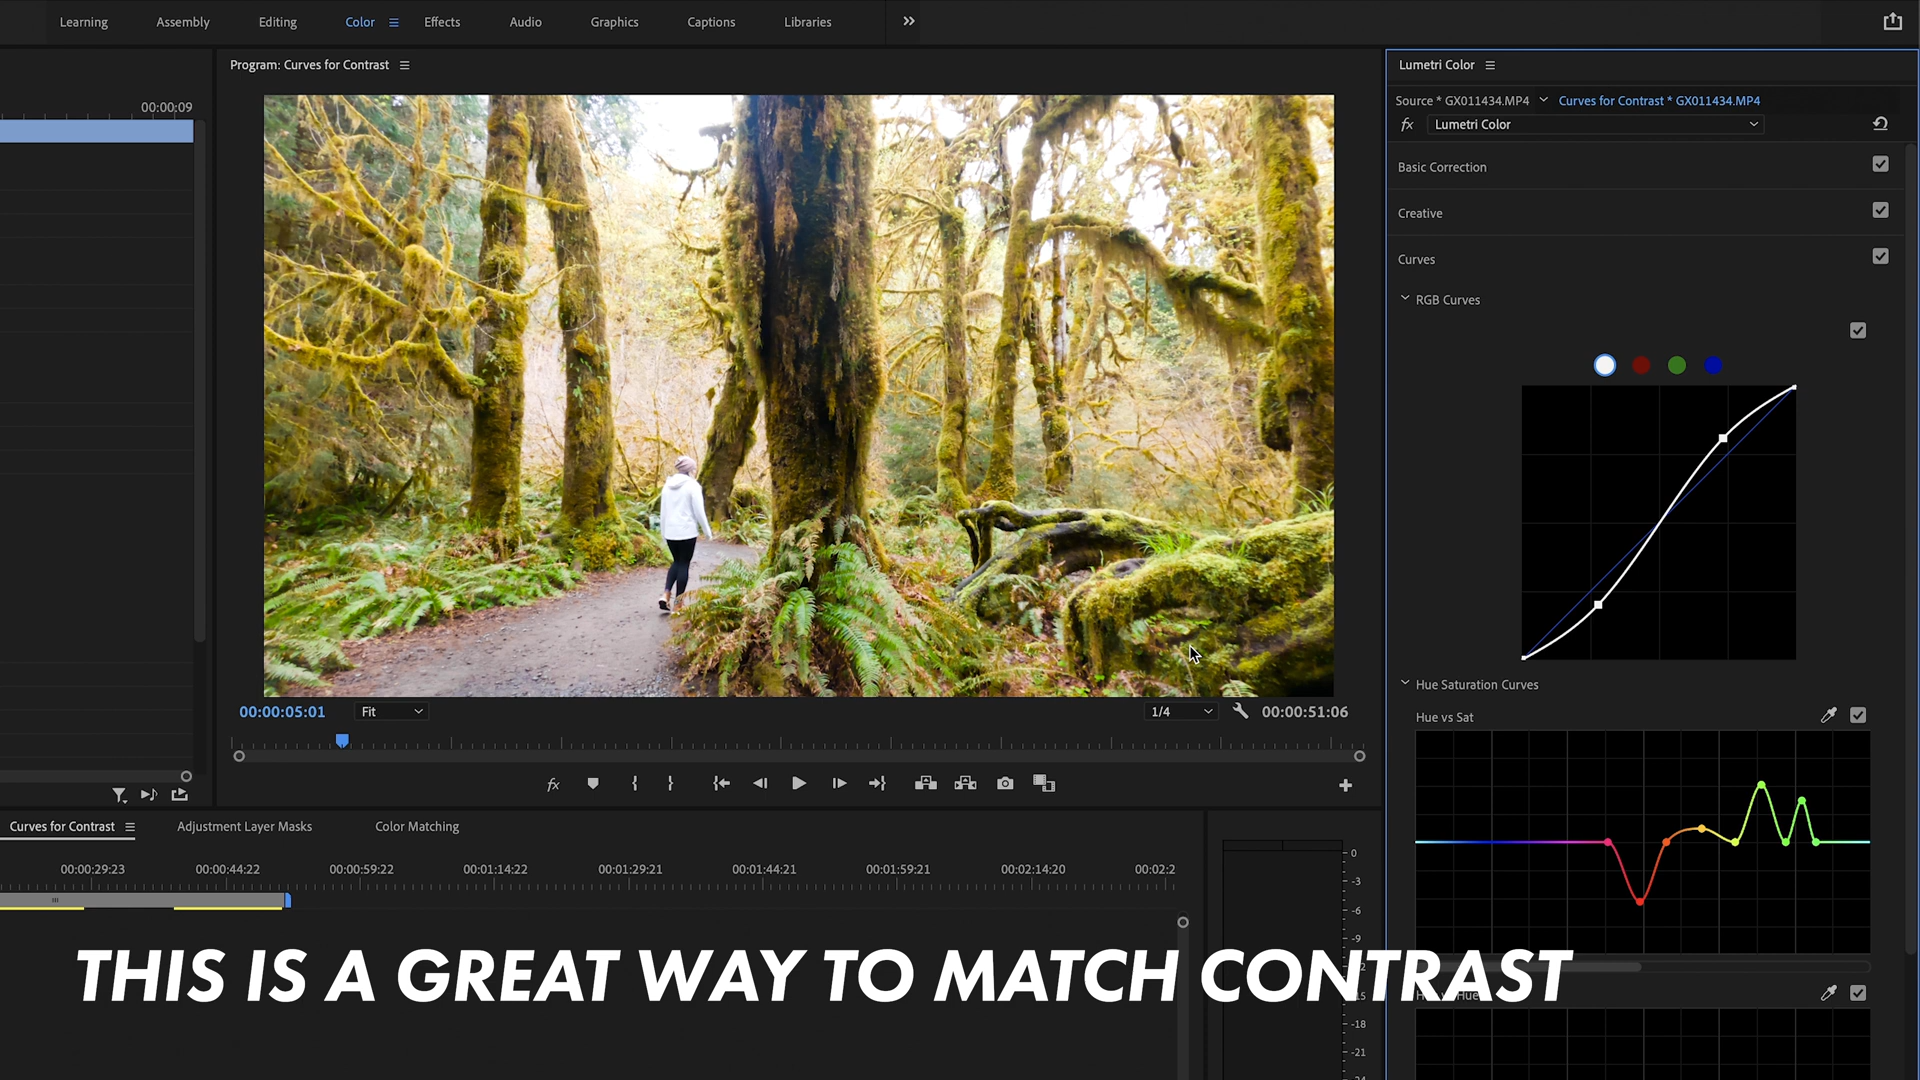 Learning Assembly Editing Color Effects Audio Graphics Captions Libraries
00:00:09
Program: Curves for Contrast
00:00:05:01 Fit 1/4 00:00:51:06
fx
Curves for Contrast Adjustment Layer Masks Color Matching
00:00:29:23 00:00:44:22 00:00:59:22 00:01:14:22 00:01:29:21 00:01:44:21 00:01:59:21 00:02:14:20 00:02:2
0
-3
-6
-9
-18
-21
Lumetri Color
Source * GX011434.MP4 Curves for Contrast * GX011434.MP4
fx Lumetri Color
Basic Correction
Creative
Curves
RGB Curves
Hue Saturation Curves
Hue vs Sat
THIS IS A GREAT WAY TO MATCH CONTRAST